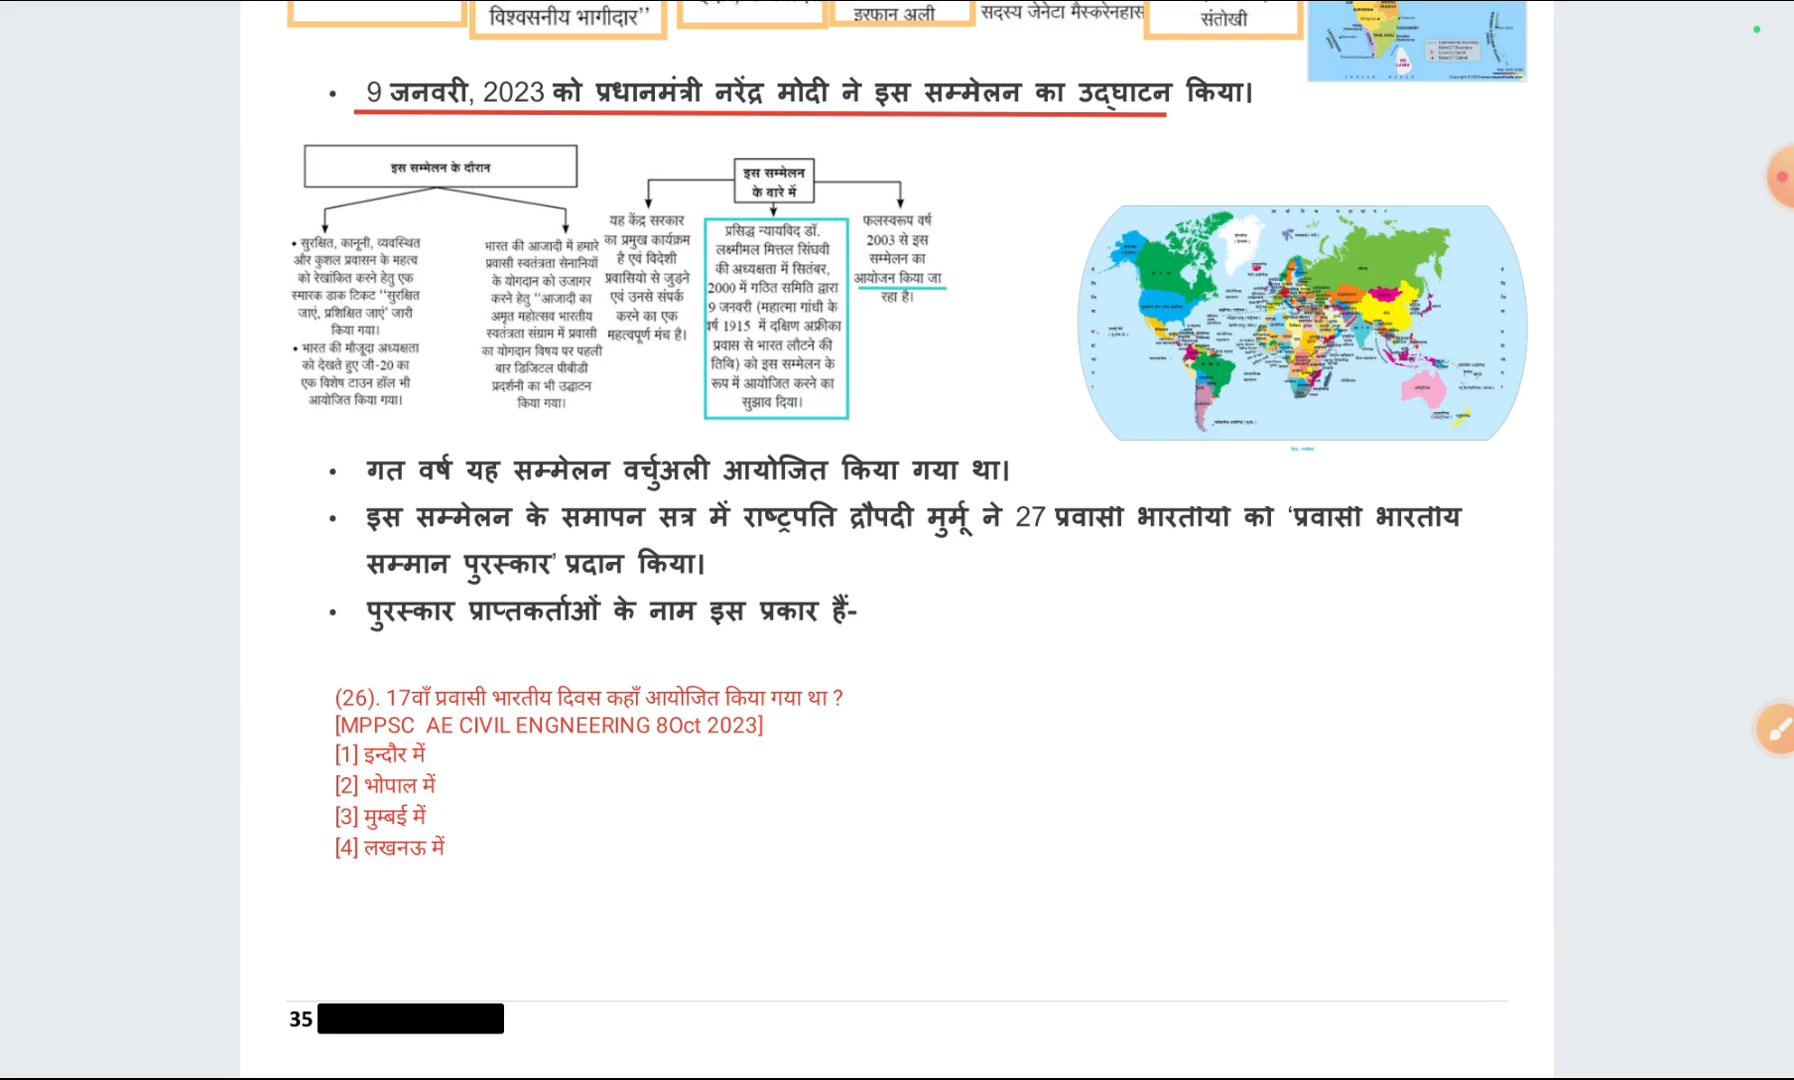 विश्वसनीय भागीदार’’
इरफान अली
सदस्य जेनेटा मैस्करेनहास
संतोखी
• 9 जनवरी, 2023 को प्रधानमंत्री नरेंद्र मोदी ने इस सम्मेलन का उद्घाटन किया।
इस सम्मेलन के दौरान
• सुरक्षित, कानूनी, व्यवस्थित
और कुशल प्रवासन के महत्व
को रेखांकित करने हेतु एक
स्मारक डाक टिकट ‘‘सुरक्षित
जाएं, प्रशिक्षित जाएं’ जारी
किया गया।
• भारत की मौजूदा अध्यक्षता
को देखते हुए जी-20 का
एक विशेष टाउन हॉल भी
आयोजित किया गया।
भारत की आजादी में हमारे
प्रवासी स्वतंत्रता सेनानियों
के योगदान को उजागर
करने हेतु ‘‘आजादी का
अमृत महोत्सव भारतीय
स्वतंत्रता संग्राम में प्रवासी
का योगदान विषय पर पहली
बार डिजिटल पीबीडी
प्रदर्शनी का भी उद्घाटन
किया गया।
इस सम्मेलन
के बारे में
यह केंद्र सरकार
का प्रमुख कार्यक्रम
है एवं विदेशी
प्रवासियो से जुड़ने
एवं उनसे संपर्क
करने का एक
महत्वपूर्ण मंच है।
प्रसिद्ध न्यायविद डॉ.
लक्ष्मीमल मित्तल सिंघवी
की अध्यक्षता में सितंबर,
2000 में गठित समिति द्वारा
9 जनवरी (महात्मा गांधी के
वर्ष 1915 में दक्षिण अफ्रीका
प्रवास से भारत लौटने की
तिथि) को इस सम्मेलन के
रूप में आयोजित करने का
सुझाव दिया।
फलस्वरूप वर्ष
2003 से इस
सम्मेलन का
आयोजन किया जा
रहा है।
• गत वर्ष यह सम्मेलन वर्चुअली आयोजित किया गया था।
• इस सम्मेलन के समापन सत्र में राष्ट्रपति द्रौपदी मुर्मू ने 27 प्रवासी भारतीयों को ‘प्रवासी भारतीय
सम्मान पुरस्कार’ प्रदान किया।
• पुरस्कार प्राप्तकर्ताओं के नाम इस प्रकार हैं-
(26). 17वाँ प्रवासी भारतीय दिवस कहाँ आयोजित किया गया था ?
[MPPSC AE CIVIL ENGNEERING 8Oct 2023]
[1] इन्दौर में
[2] भोपाल में
[3] मुम्बई में
[4] लखनऊ में
35